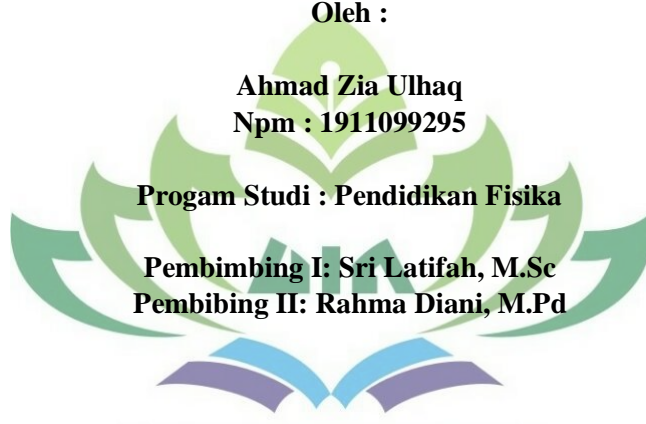 Oleh :
Ahmad Zia Ulhaq
Npm : 1911099295
Progam Studi : Pendidikan Fisika
Pembimbing I: Sri Latifah, M.Sc
Pembibing II: Rahma Diani, M.Pd